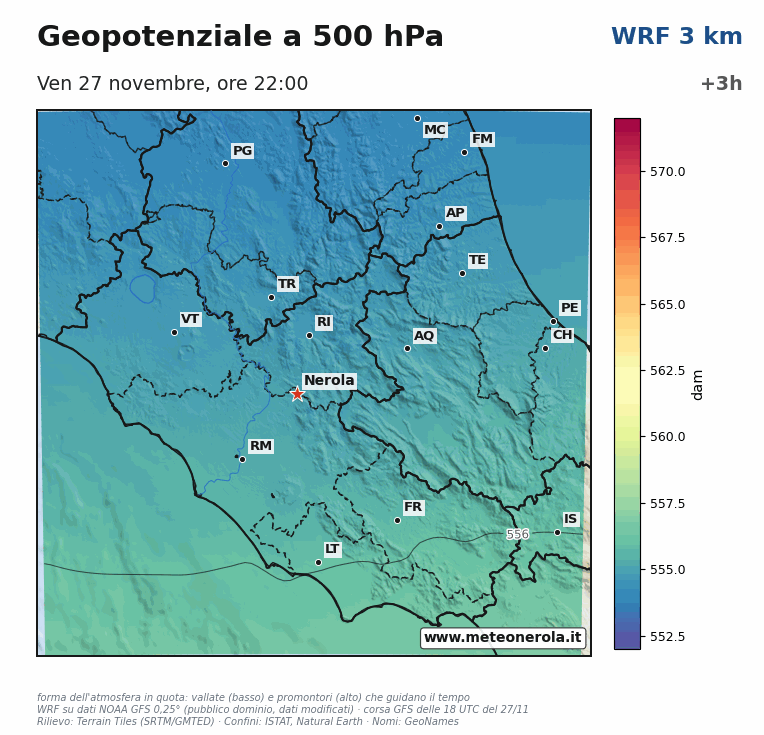 Geopotenziale a 500 hPa
WRF 3 km
Ven 27 novembre, ore 22:00
+3h
MC
FM
PG
AP
TE
TR
PE
VT
RI
AQ
CH
Nerola
RM
FR
IS
556
LT
www.meteonerola.it
570.0
567.5
565.0
562.5
560.0
557.5
555.0
552.5
dam
forma dell'atmosfera in quota: vallate (basso) e promontori (alto) che guidano il tempo
WRF su dati NOAA GFS 0,25° (pubblico dominio, dati modificati) · corsa GFS delle 18 UTC del 27/11
Rilievo: Terrain Tiles (SRTM/GMTED) · Confini: ISTAT, Natural Earth · Nomi: GeoNames